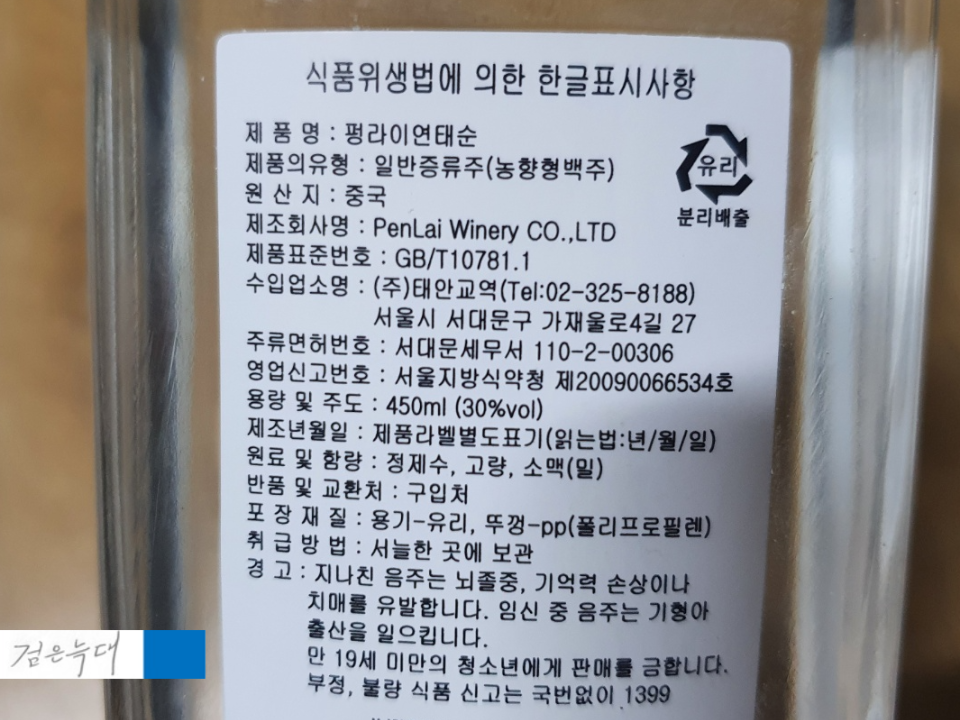 식품위생법에 의한 한글표시사항
제 품 명 : 펑라이연태순
제품의유형 : 일반증류주(농향형백주)
원 산 지 : 중국
제조회사명 : PenLai Winery CO.,LTD
제품표준번호 : GB/T10781.1
수입업소명 : (주)태안교역(Tel:02-325-8188)
서울시 서대문구 가재울로4길 27
주류면허번호 : 서대문세무서 110-2-00306
영업신고번호 : 서울지방식약청 제20090066534호
용량 및 주도 : 450ml (30%vol)
제조년월일 : 제품라벨별도표기(읽는법:년/월/일)
원료 및 함량 : 정제수, 고량, 소맥(밀)
반품 및 교환처 : 구입처
포 장 재 질 : 용기-유리, 뚜껑-pp(폴리프로필렌)
취 급 방 법 : 서늘한 곳에 보관
경 고 : 지나친 음주는 뇌졸중, 기억력 손상이나
치매를 유발합니다. 임신 중 음주는 기형아
출산을 일으킵니다.
만 19세 미만의 청소년에게 판매를 금합니다.
부정, 불량 식품 신고는 국번없이 1399
유리
분리배출
검은늑대